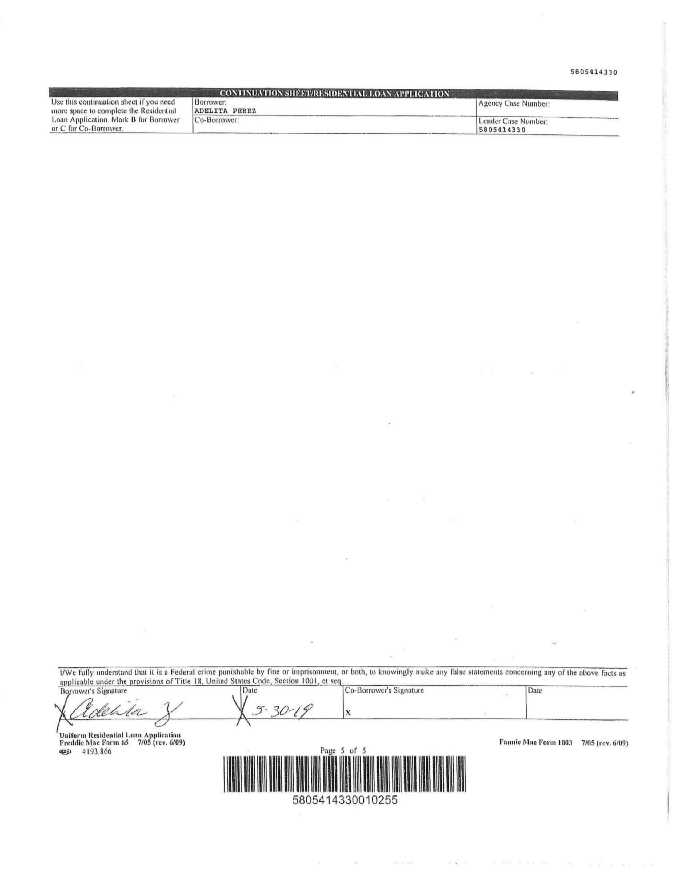 5805414330
CONTINUATION SHEET/RESIDENTIAL LOAN APPLICATION
Use this continuation sheet if you need
more space to complete the Residential
Loan Application. Mark B for Borrower
or C for Co-Borrower.
Borrower:
ADELITA PEREZ
Agency Case Number:
Co-Borrower:
Lender Case Number:
5805414330
I/We fully understand that it is a Federal crime punishable by fine or imprisonment, or both, to knowingly make any false statements concerning any of the above facts as
applicable under the provisions of Title 18, United States Code, Section 1001, et seq.
Borrower's Signature
Date
Co-Borrower's Signature
Date
X Adelita
X 5-30-19
X
Uniform Residential Loan Application
Freddie Mac Form 65 7/05 (rev. 6/09)
4193.866
Page 5 of 5
Fannie Mae Form 1003 7/05 (rev. 6/09)
5805414330010255